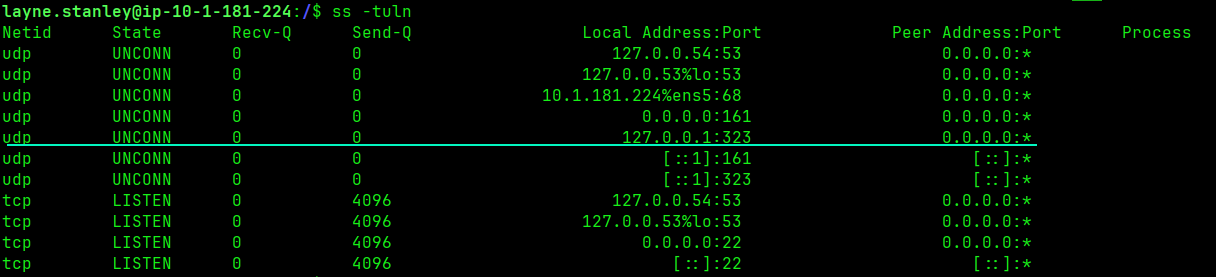 layne.stanley@ip-10-1-181-224:/$ ss -tuln
Netid State Recv-Q Send-Q Local Address:Port Peer Address:Port Process
udp UNCONN 0 0 127.0.0.54:53 0.0.0.0:*
udp UNCONN 0 0 127.0.0.53%lo:53 0.0.0.0:*
udp UNCONN 0 0 10.1.181.224%ens5:68 0.0.0.0:*
udp UNCONN 0 0 0.0.0.0:161 0.0.0.0:*
udp UNCONN 0 0 127.0.0.1:323 0.0.0.0:*
udp UNCONN 0 0 [::1]:161 [::]:*
udp UNCONN 0 0 [::1]:323 [::]:*
tcp LISTEN 0 4096 127.0.0.54:53 0.0.0.0:*
tcp LISTEN 0 4096 127.0.0.53%lo:53 0.0.0.0:*
tcp LISTEN 0 4096 0.0.0.0:22 0.0.0.0:*
tcp LISTEN 0 4096 [::]:22 [::]:*